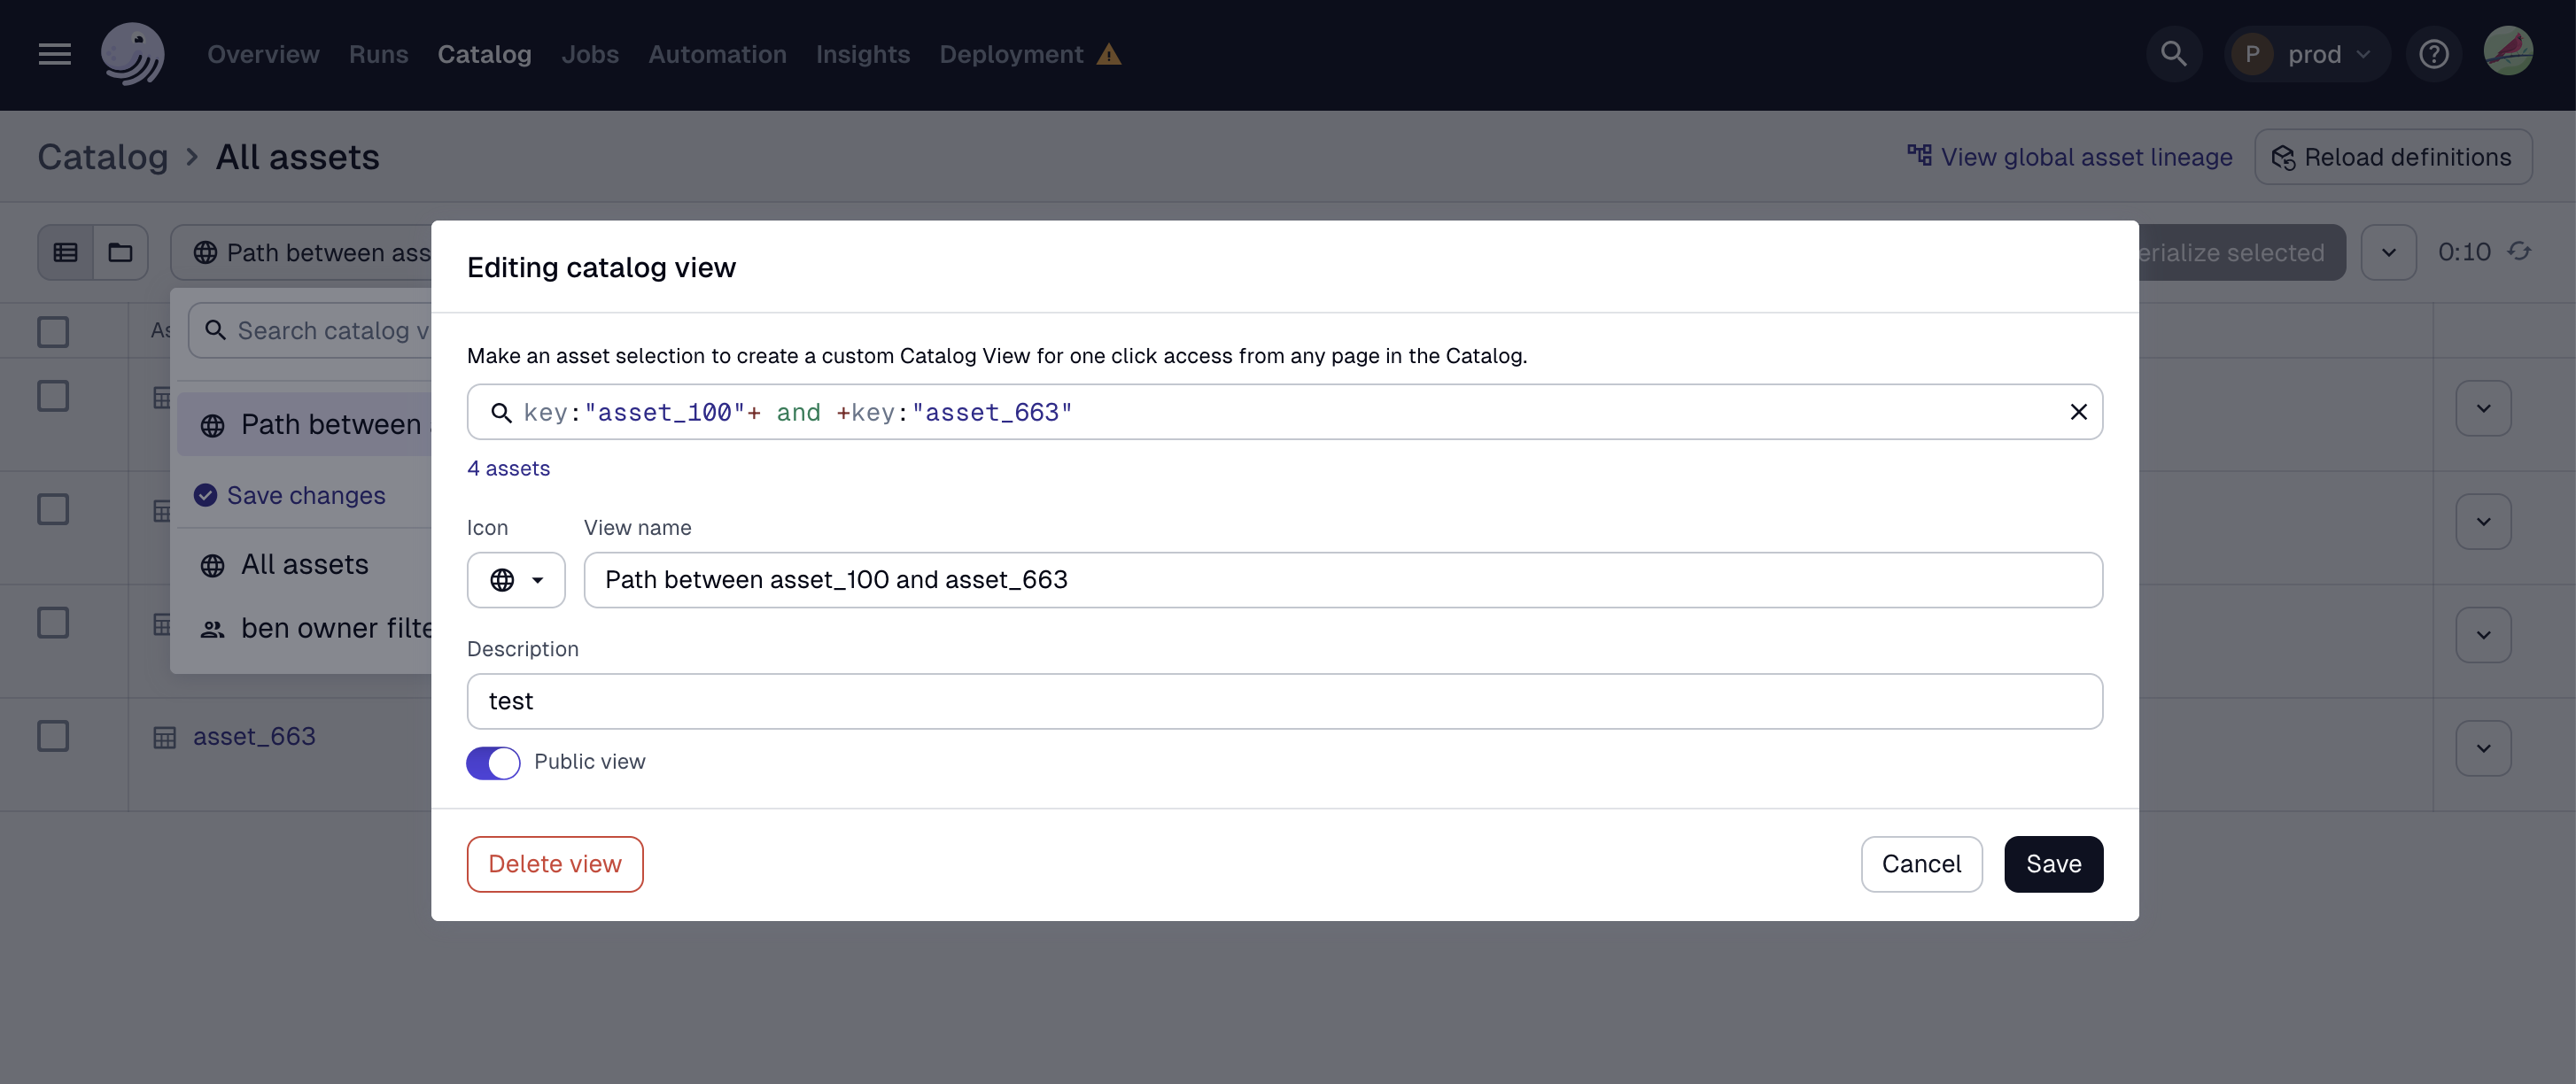 Overview Runs Catalog Jobs Automation Insights Deployment P prod
Catalog > All assets View global asset lineage Reload definitions
Path between selected 0:10
Search catalog
Path between
Save changes
All assets
ben owner
asset_663
Editing catalog view
Make an asset selection to create a custom Catalog View for one click access from any page in the Catalog.
key:"asset_100"+ and +key:"asset_663"
4 assets
Icon View name
Path between asset_100 and asset_663
Description
test
Public view
Delete view Cancel Save